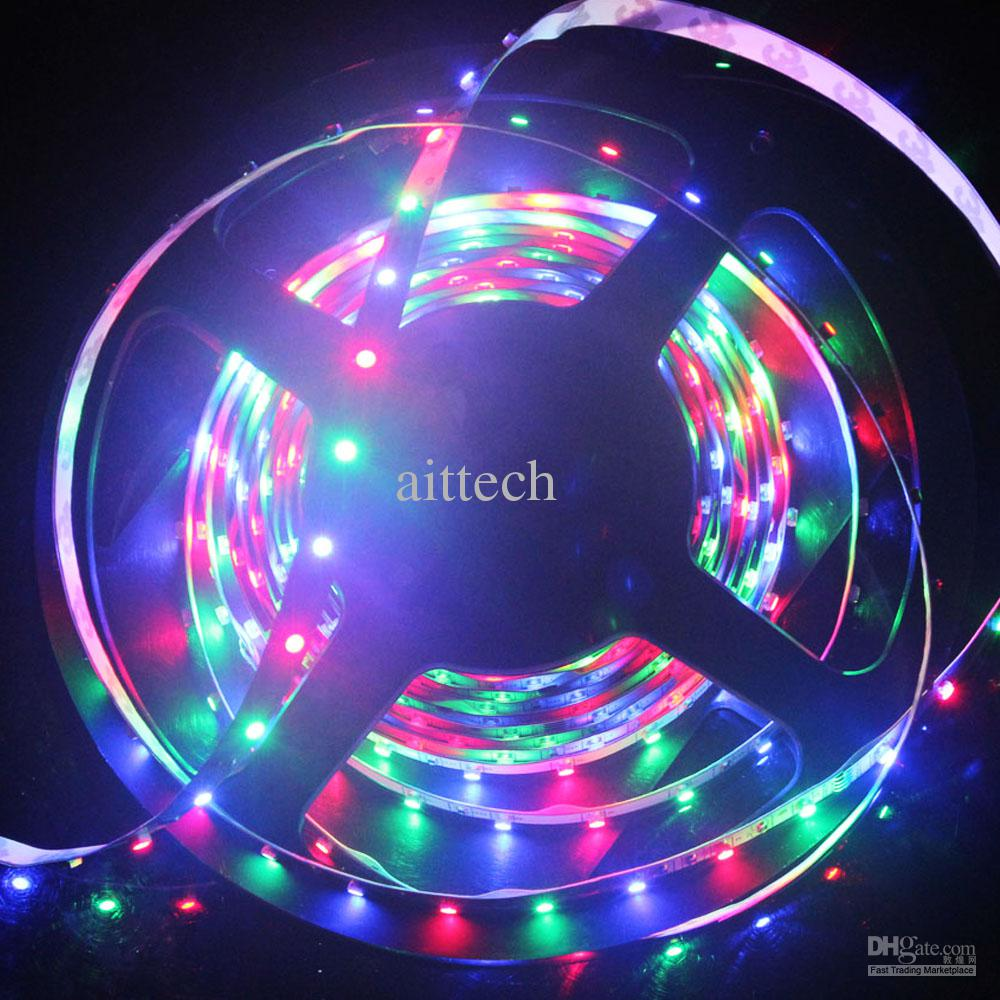 aittech
DHgate.com
敦煌网
Fast Trading Marketplace